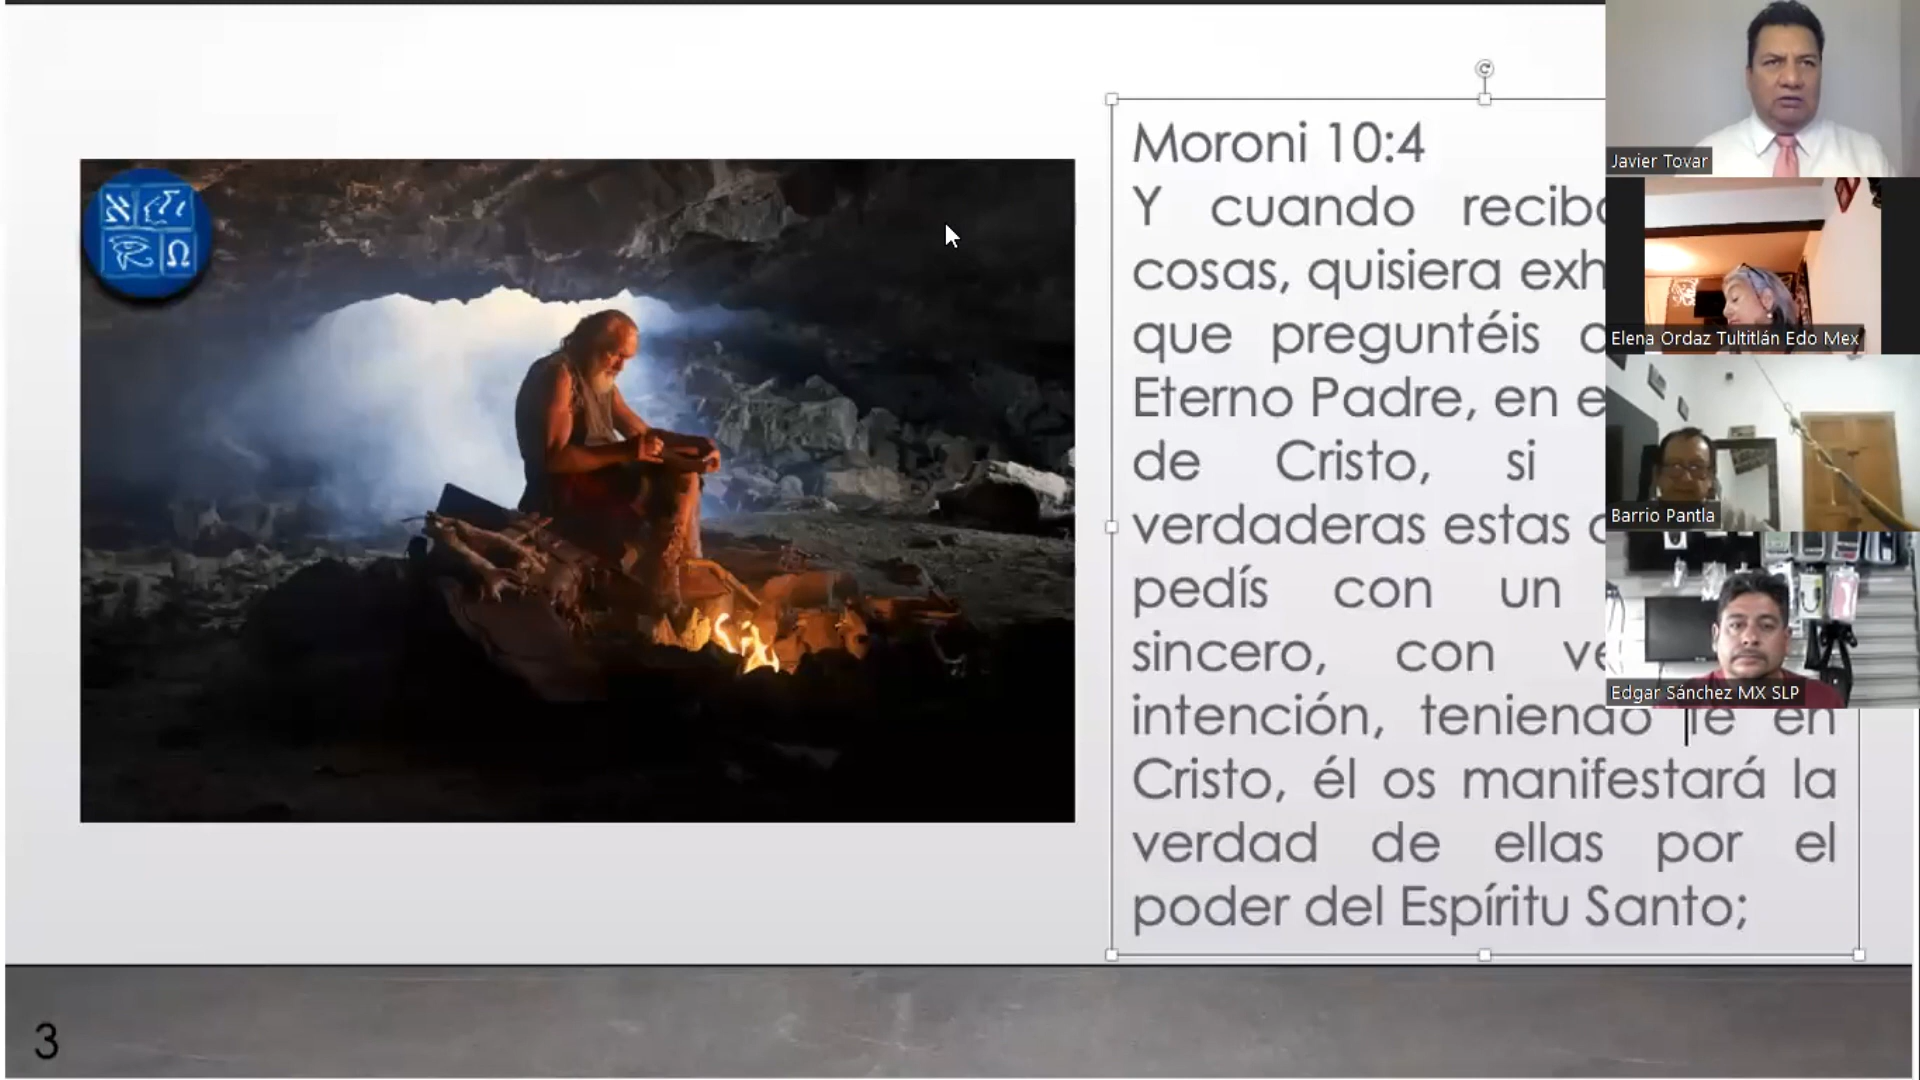 Moroni 10:4
Y cuando
cosas, quisiera
que preguntéis
Eterno Padre, en
de Cristo, si
verdaderas estas
pedís con un
sincero, con
intención, teniendo fe en
Cristo, él os manifestará la
verdad de ellas por el
poder del Espíritu Santo;
3
Javier Tovar
Elena Ordaz Tultitlán Edo Mex
Barrio Pantla
Edgar Sánchez MX SLP